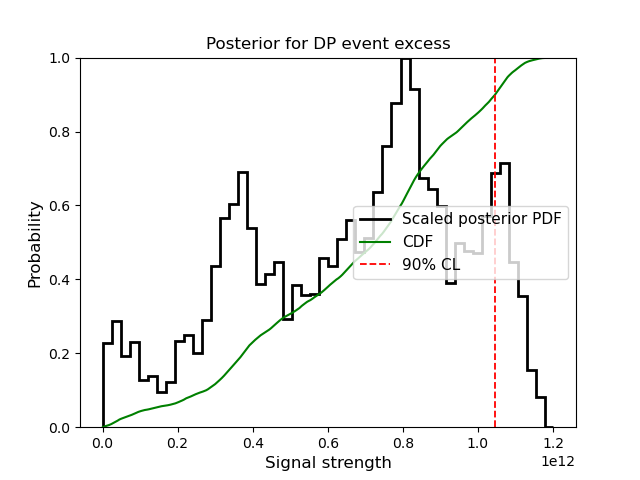 Posterior for DP event excess
1.0
0.8
0.6
0.4
0.2
0.0
Probability
Scaled posterior PDF
CDF
90% CL
0.0 0.2 0.4 0.6 0.8 1.0 1.2
1e12
Signal strength